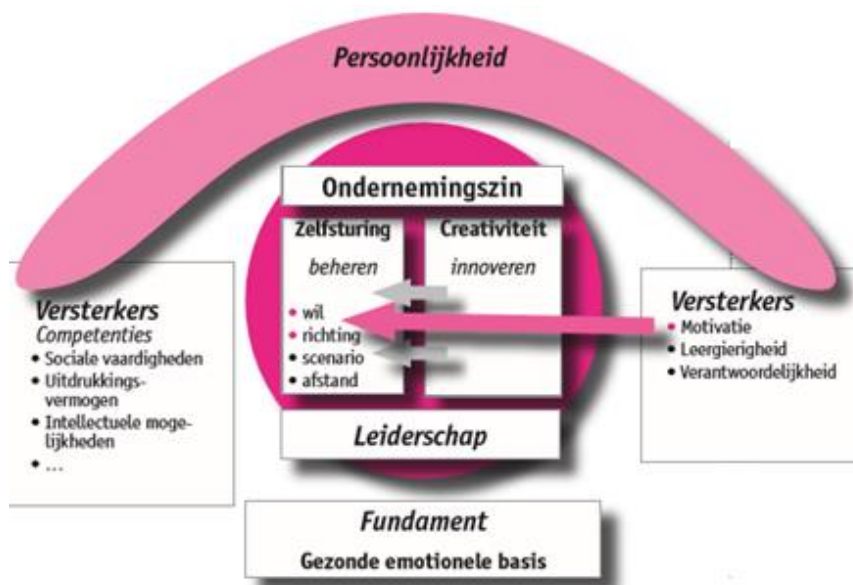 Persoonlijkheid
Ondernemingszin
Zelfsturing
beheren
• wil
• richting
• scenario
• afstand
Creativiteit
innoveren
Leiderschap
Versterkers
Competenties
• Sociale vaardigheden
• Uitdrukkings-
vermogen
• Intellectuele moge-
lijkheden
• ...
Versterkers
• Motivatie
• Leergierigheid
• Verantwoordelijkheid
Fundament
Gezonde emotionele basis